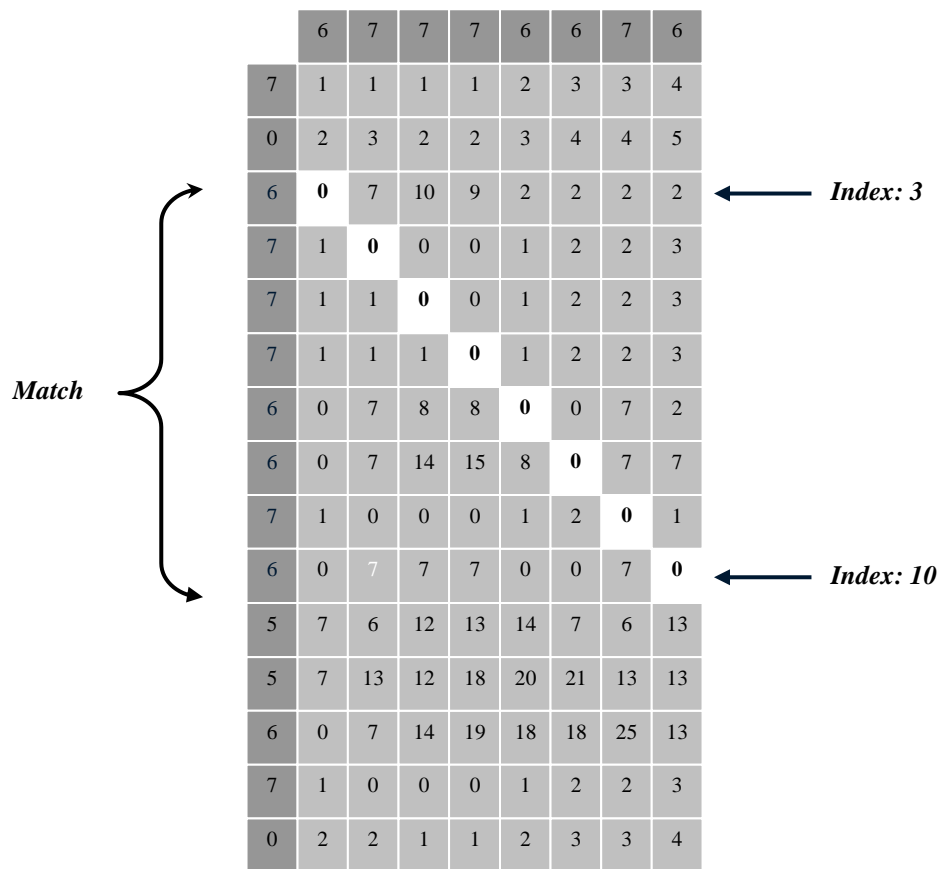 6 7 7 7 6 6 7 6
7 1 1 1 1 2 3 3 4
0 2 3 2 2 3 4 4 5
6 0 7 10 9 2 2 2 2 Index: 3
7 1 0 0 0 1 2 2 3
7 1 1 0 0 1 2 2 3
7 1 1 1 0 1 2 2 3
Match
6 0 7 8 8 0 0 7 2
6 0 7 14 15 8 0 7 7
7 1 0 0 0 1 2 0 1
6 0 7 7 7 0 0 7 0 Index: 10
5 7 6 12 13 14 7 6 13
5 7 13 12 18 20 21 13 13
6 0 7 14 19 18 18 25 13
7 1 0 0 0 1 2 2 3
0 2 2 1 1 2 3 3 4